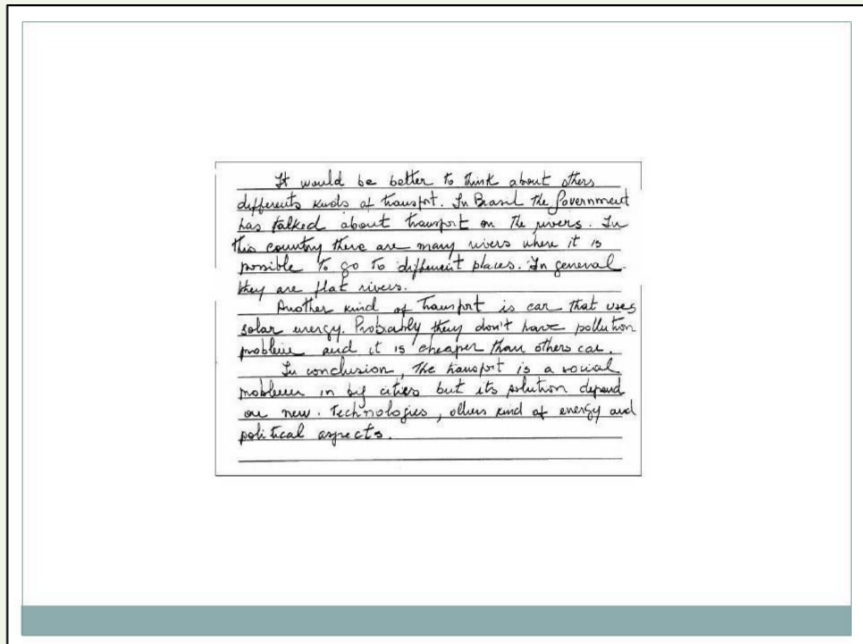 It would be better to think about others
differents kinds of transport. In Brasil the Government
has talked about transport on the rivers. In
this country there are many rivers where it is
possible to go to different places. In general
they are flat rivers.
Another kind of transport is car that uses
solar energy. Probably they don't have pollution
problem and it is cheaper than others car.
In conclusion, the transport is a social
problem in big cities but its solution depend
on new. Technologies, others kind of energy and
political aspects.